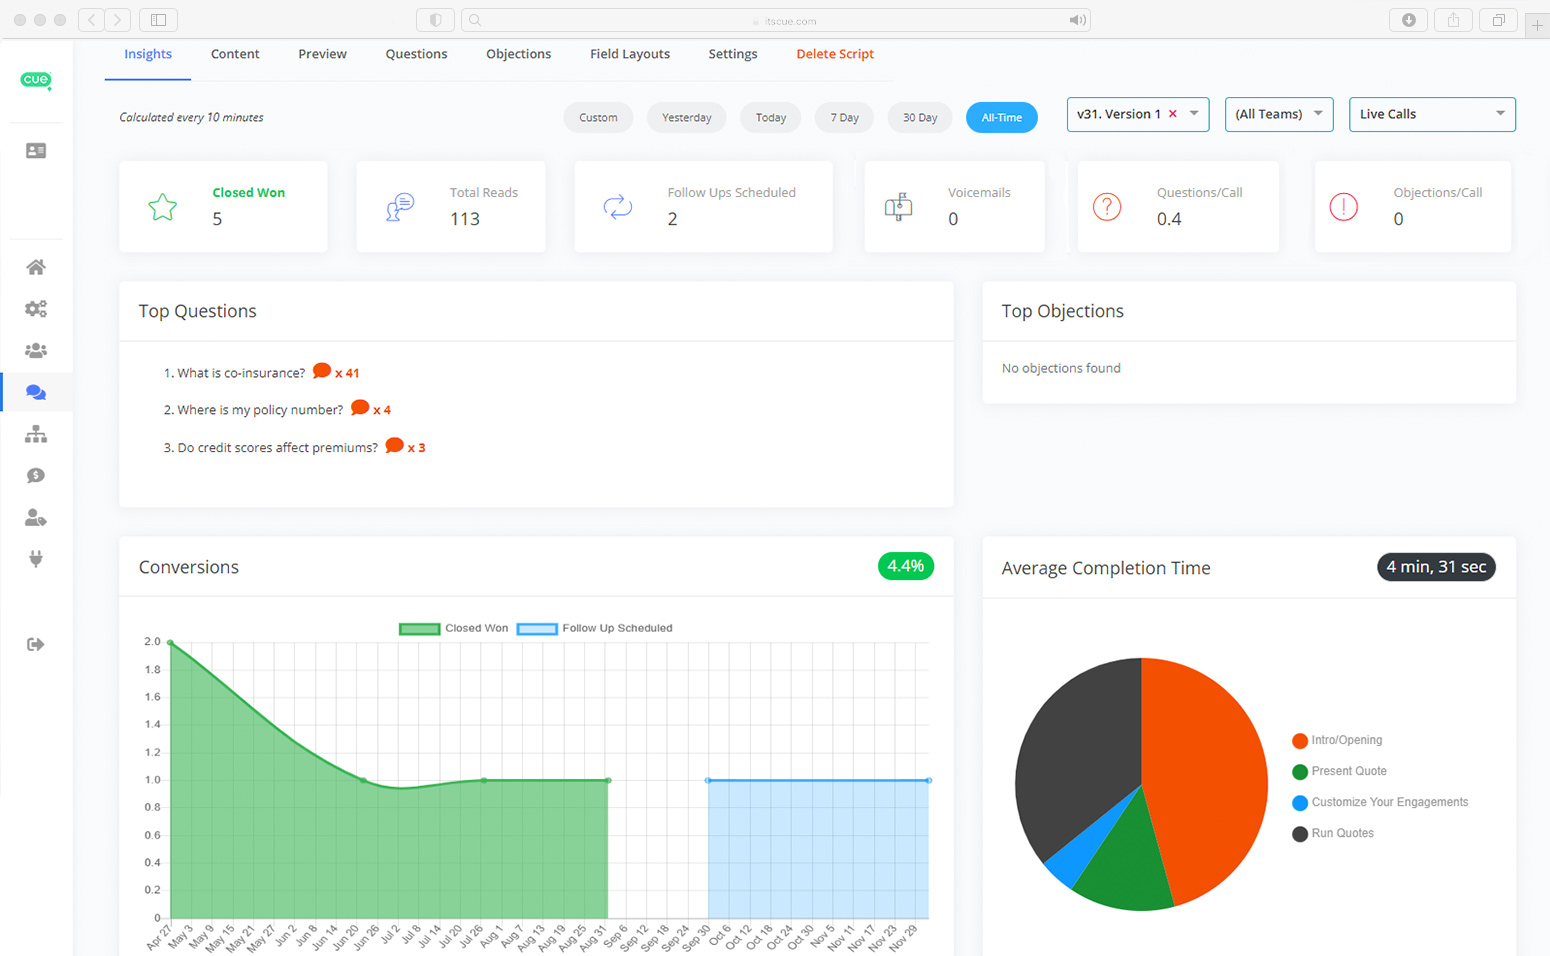 itscue.com
cue
Insights Content Preview Questions Objections Field Layouts Settings Delete Script
Calculated every 10 minutes
Custom Yesterday Today 7 Day 30 Day All-Time
v31. Version 1 × (All Teams) Live Calls
Closed Won
5
Total Reads
113
Follow Ups Scheduled
2
Voicemails
0
Questions/Call
0.4
Objections/Call
0
Top Questions
1. What is co-insurance? x 41
2. Where is my policy number? x 4
3. Do credit scores affect premiums? x 3
Top Objections
No objections found
Conversions 4.4%
Closed Won Follow Up Scheduled
2.0
1.8
1.6
1.4
1.2
1.0
0.8
0.6
0.4
0.2
0
Apr 27 May 3 May 9 May 15 May 21 May 27 Jun 2 Jun 8 Jun 14 Jun 20 Jun 26 Jul 2 Jul 8 Jul 14 Jul 20 Jul 26 Aug 1 Aug 7 Aug 13 Aug 19 Aug 25 Aug 31 Sep 6 Sep 12 Sep 18 Sep 24 Sep 30 Oct 6 Oct 12 Oct 18 Oct 24 Oct 30 Nov 5 Nov 11 Nov 17 Nov 23 Nov 29
Average Completion Time 4 min, 31 sec
Intro/Opening
Present Quote
Customize Your Engagements
Run Quotes